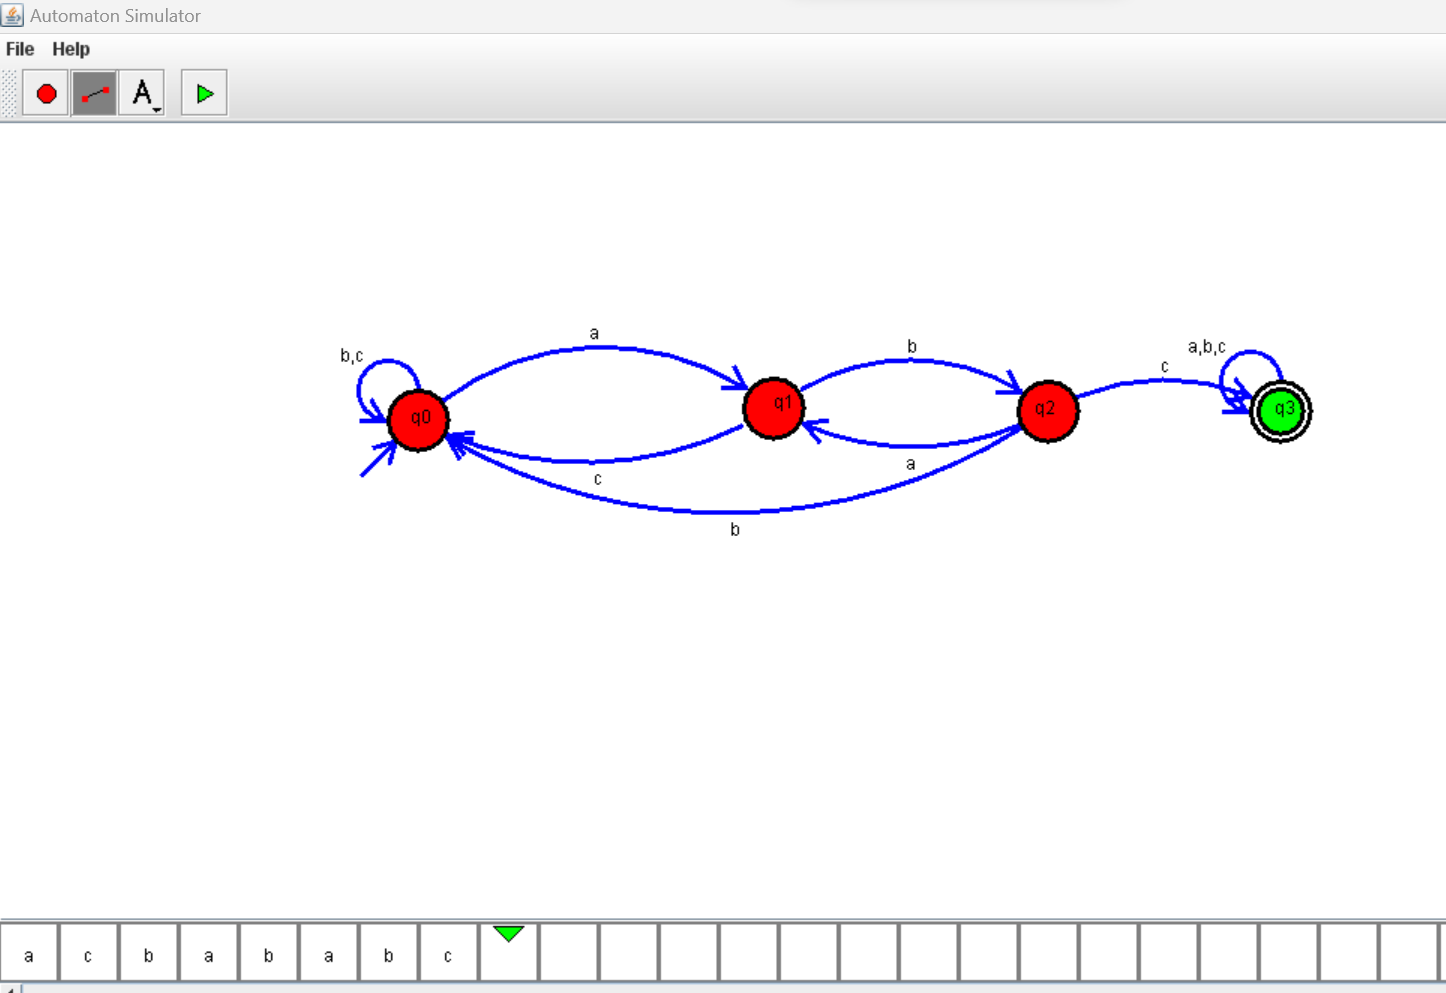 Automaton Simulator
File Help
A
a
b,c
b
a,b,c
c
q0
q1
q2
q3
a
c
b
a c b a b a b c